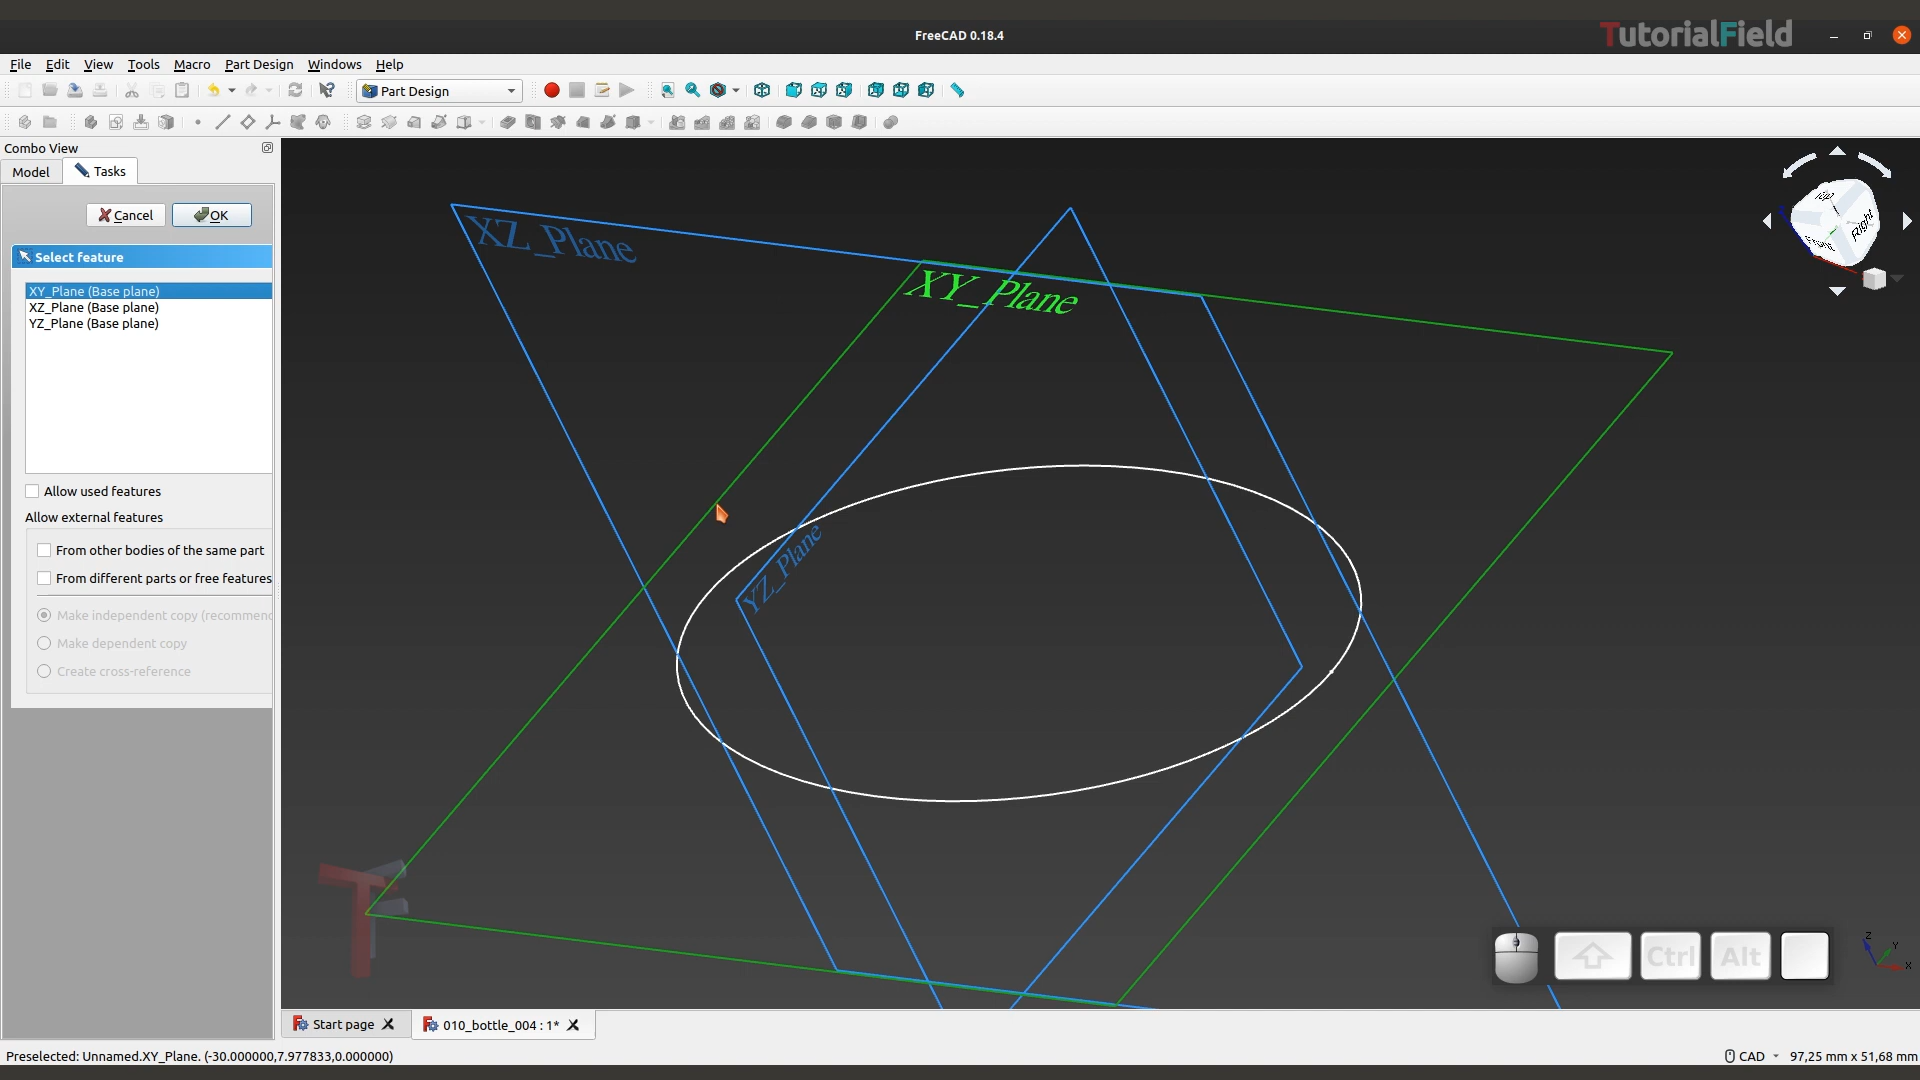 TutorialField
FreeCAD 0.18.4
File Edit View Tools Macro Part Design Windows Help
Part Design
Combo View
Model Tasks
Cancel OK
Select feature
XY_Plane (Base plane)
XZ_Plane (Base plane)
YZ_Plane (Base plane)
Allow used features
Allow external features
From other bodies of the same part
From different parts or free features
Make independent copy (recommend
Make dependent copy
Create cross-reference
XZ_Plane
XY_Plane
YZ_Plane
Top
Front
Right
Ctrl Alt
Z
Y
X
Start page 010_bottle_004 : 1*
Preselected: Unnamed.XY_Plane. (-30.000000,7.977833,0.000000)
CAD 97,25 mm x 51,68 mm